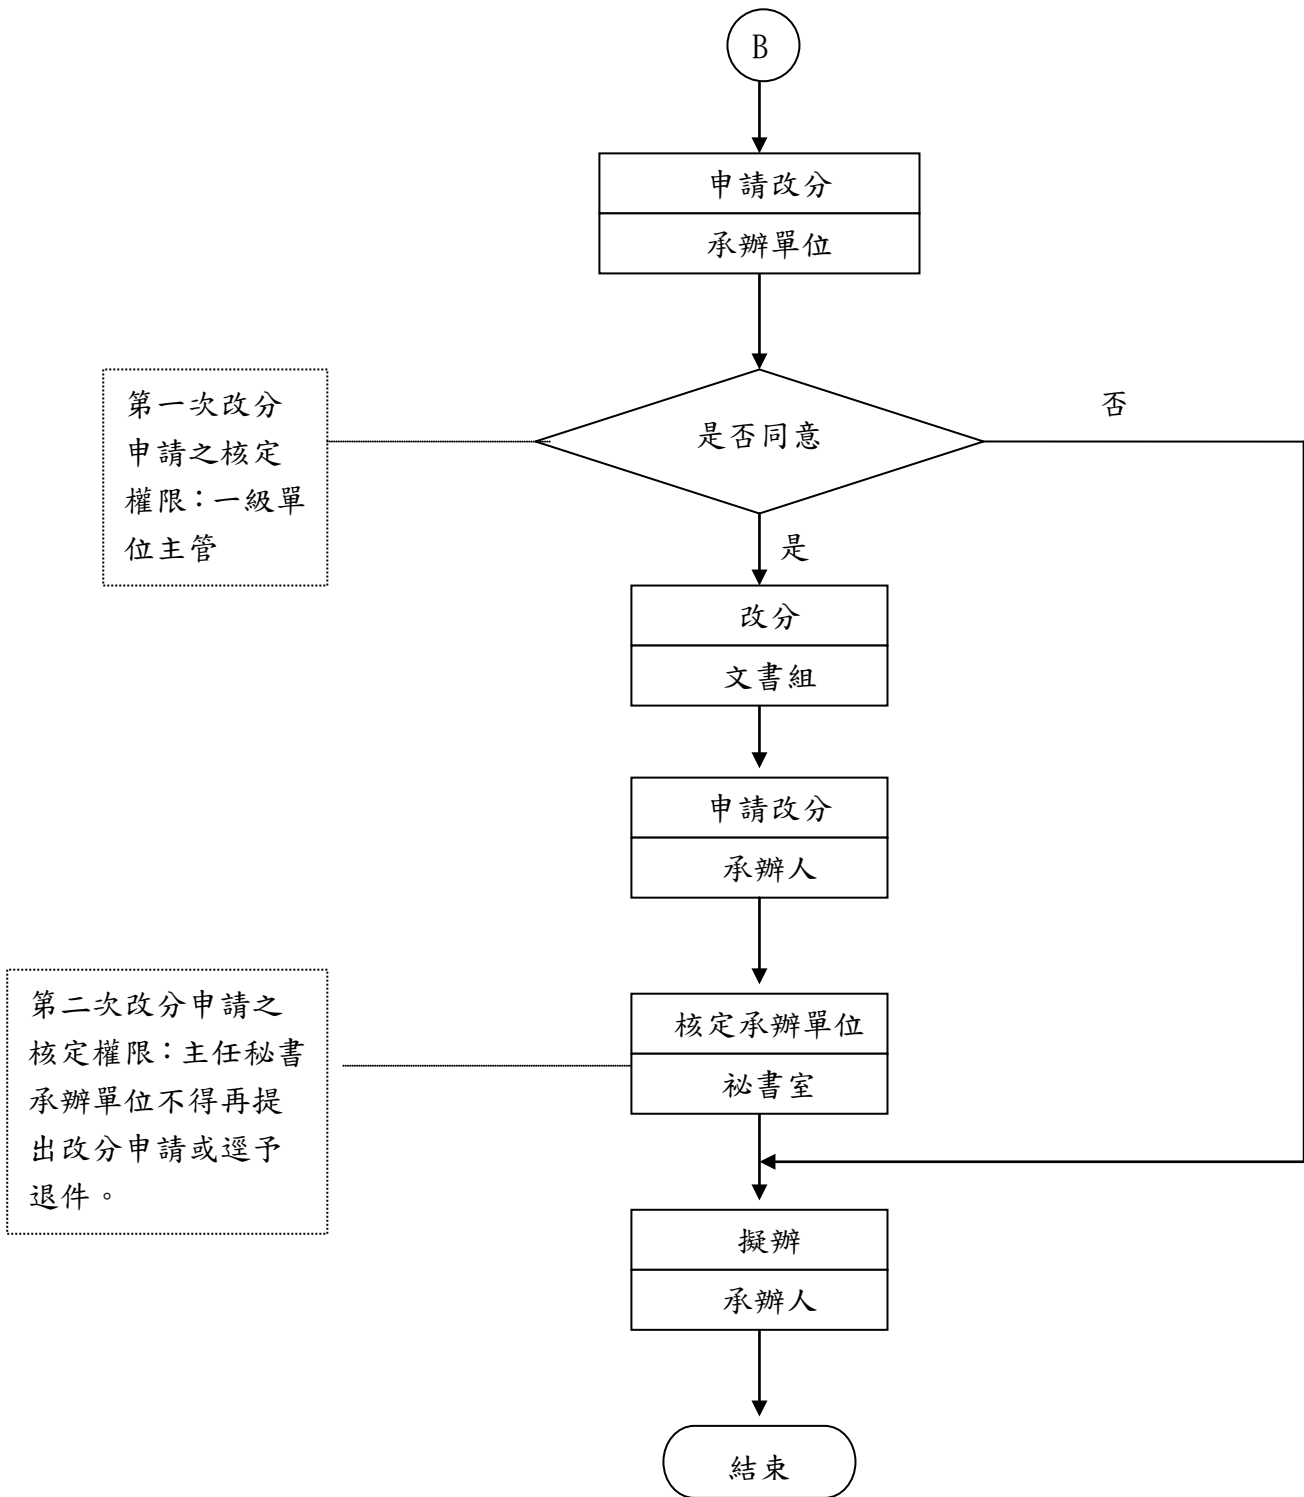 B
申請改分
承辦單位
第一次改分
申請之核定
權限：一級單
位主管
是否同意
否
是
改分
文書組
申請改分
承辦人
第二次改分申請之
核定權限：主任秘書
承辦單位不得再提
出改分申請或逕予
退件。
核定承辦單位
祕書室
擬辦
承辦人
結束